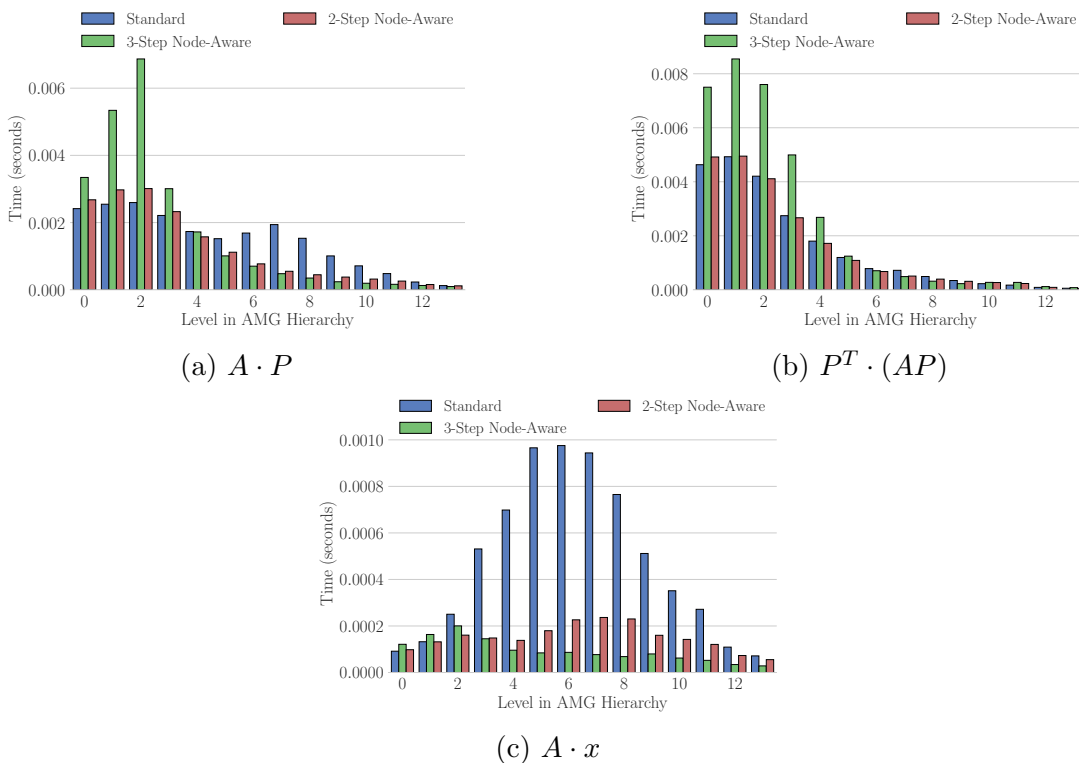 Standard
3-Step Node-Aware
2-Step Node-Aware
Time (seconds)
0.006
0.004
0.002
0.000
0 2 4 6 8 10 12
Level in AMG Hierarchy
(a) A · P
Standard
3-Step Node-Aware
2-Step Node-Aware
Time (seconds)
0.008
0.006
0.004
0.002
0.000
0 2 4 6 8 10 12
Level in AMG Hierarchy
(b) P^T · (AP)
Standard
3-Step Node-Aware
2-Step Node-Aware
Time (seconds)
0.0010
0.0008
0.0006
0.0004
0.0002
0.0000
0 2 4 6 8 10 12
Level in AMG Hierarchy
(c) A · x